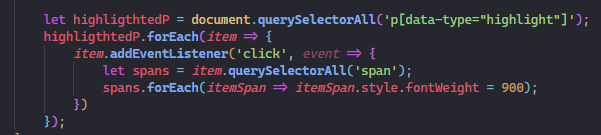 let highligthtedP = document.querySelectorAll('p[data-type="highlight"]');
highligthtedP.forEach(item => {
item.addEventListener('click', event => {
let spans = item.querySelectorAll('span');
spans.forEach(itemSpan => itemSpan.style.fontWeight = 900);
})
});